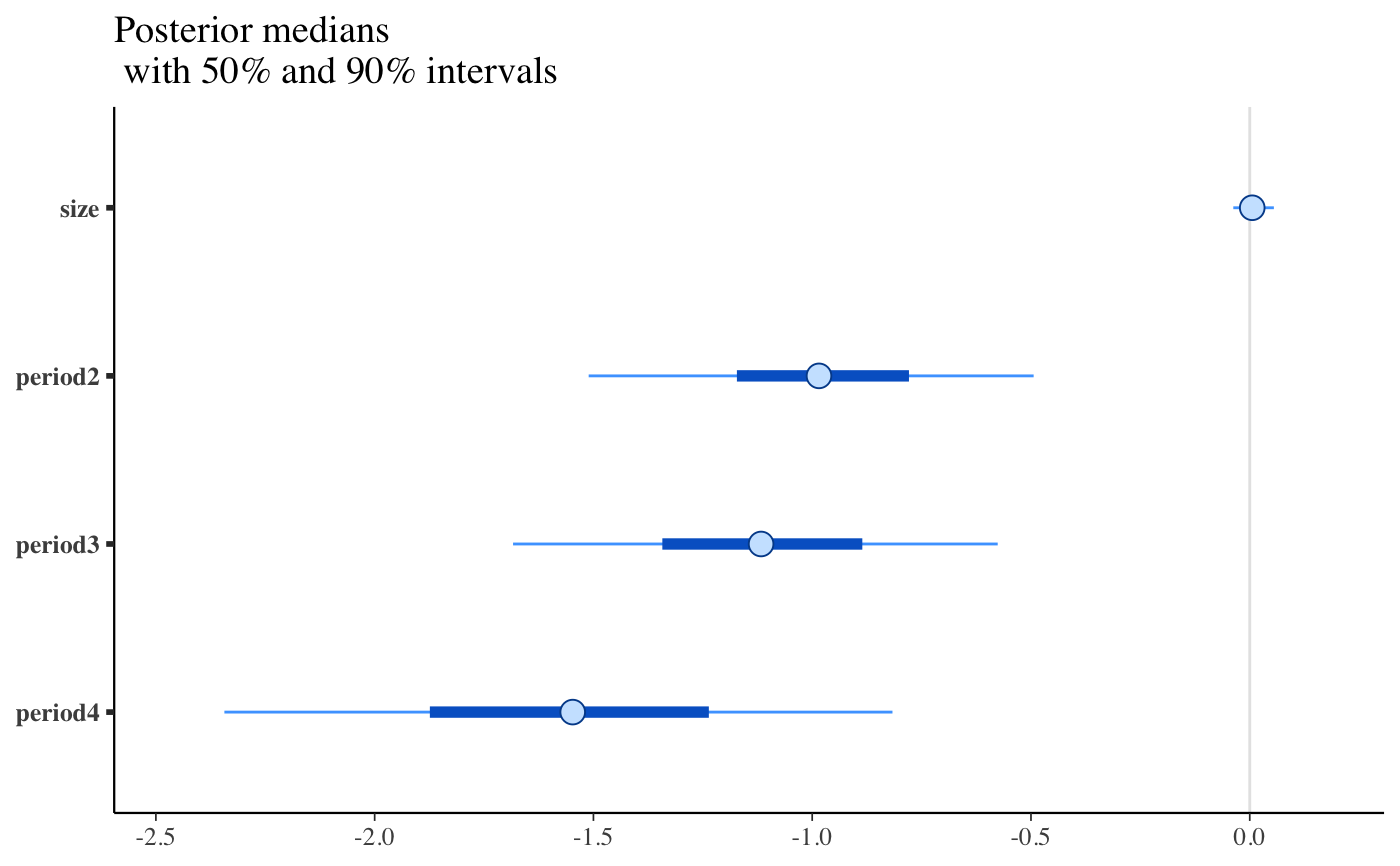 Posterior medians
with 50% and 90% intervals
size
period2
period3
period4
-2.5 -2.0 -1.5 -1.0 -0.5 0.0